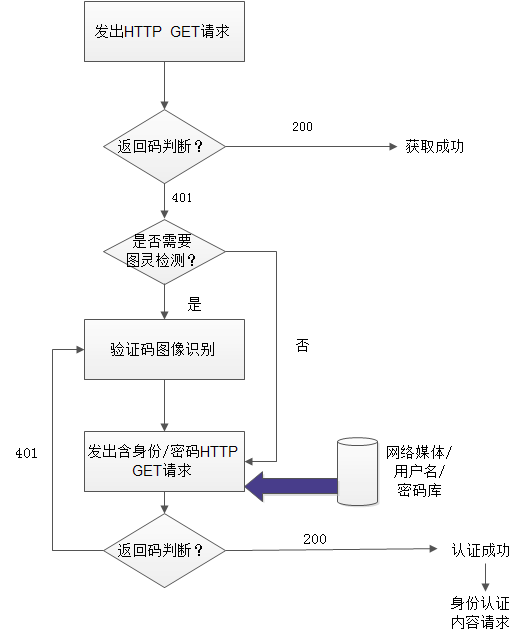 发出HTTP GET请求
返回码判断？
200
获取成功
401
是否需要
图灵检测？
是
否
验证码图像识别
401
发出含身份/密码HTTP
GET请求
网络媒体/
用户名/
密码库
返回码判断？
200
认证成功
身份认证
内容请求